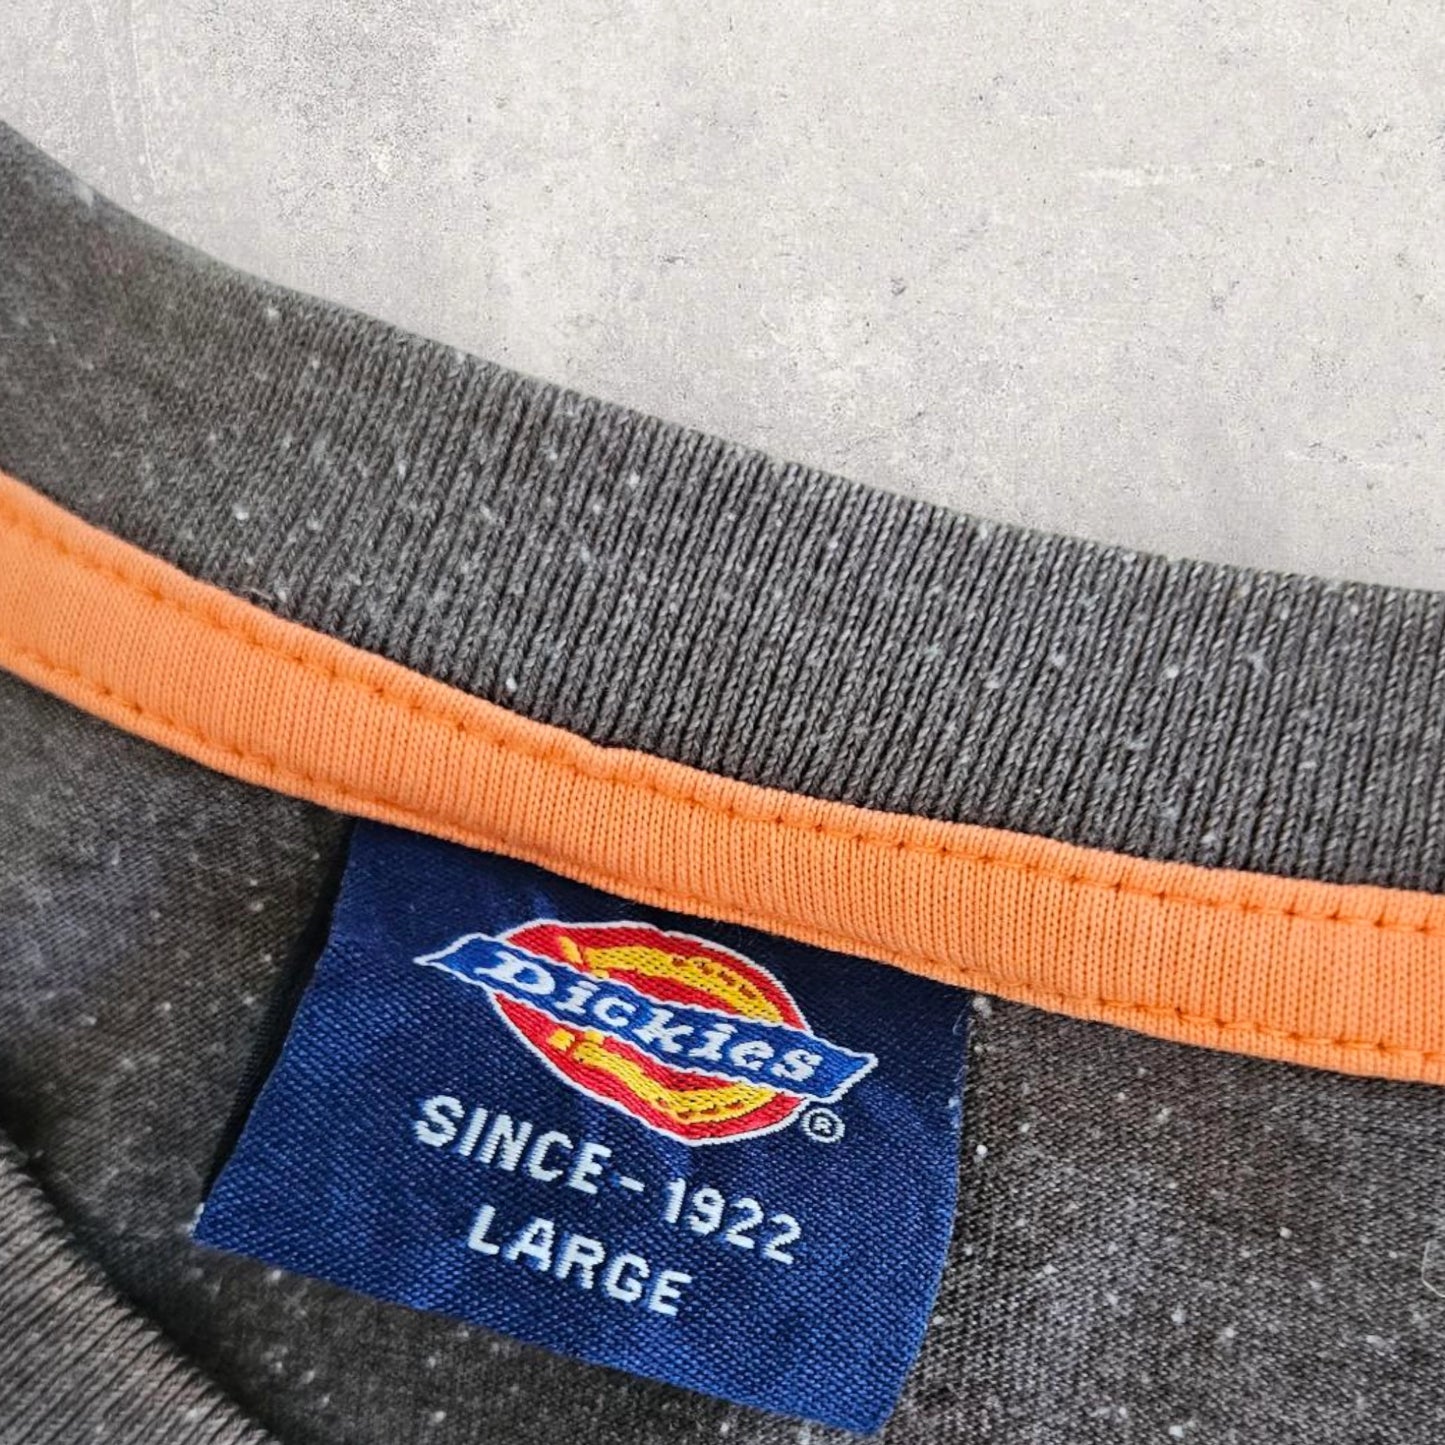 Dickies
®
SINCE-1922
LARGE